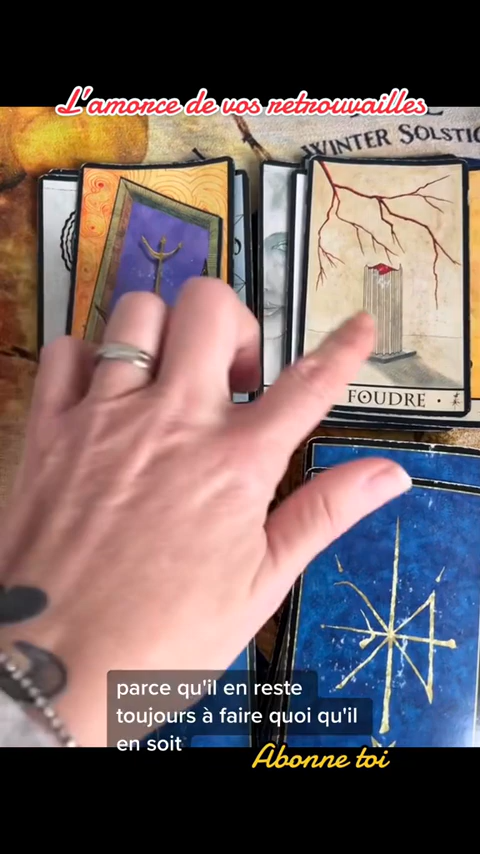 L'amorce de vos retrouvailles
WINTER SOLSTIC
FOUDRE
parce qu'il en reste
toujours à faire quoi qu'il
en soit
Abonne toi